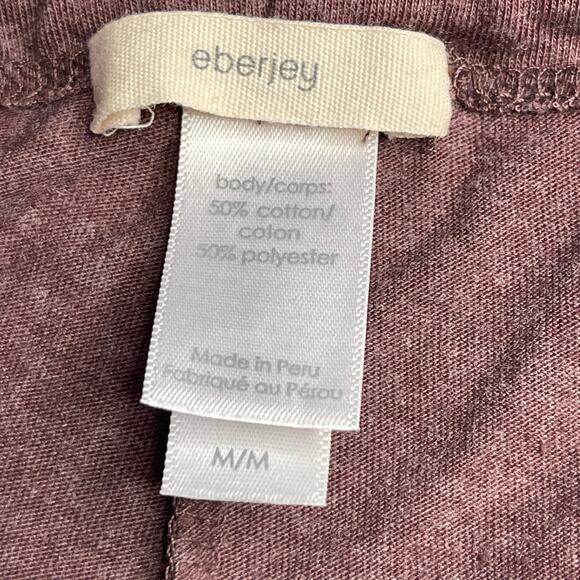 eberjey
body/corps:
50% cotton/
coton
50% polyester
Made in Peru
Fabriqué au Pérou
M/M